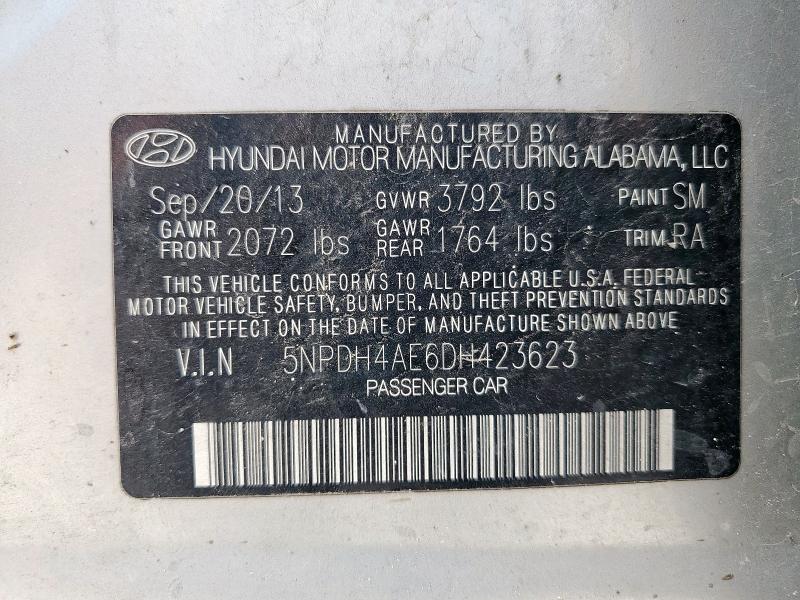 MANUFACTURED BY
HYUNDAI MOTOR MANUFACTURING ALABAMA, LLC
Sep/20/13 GVWR 3792 lbs PAINT SM
GAWR FRONT 2072 lbs GAWR REAR 1764 lbs TRIM RA
THIS VEHICLE CONFORMS TO ALL APPLICABLE U.S.A. FEDERAL
MOTOR VEHICLE SAFETY, BUMPER, AND THEFT PREVENTION STANDARDS
IN EFFECT ON THE DATE OF MANUFACTURE SHOWN ABOVE
V.I.N 5NPDH4AE6DH423623
PASSENGER CAR